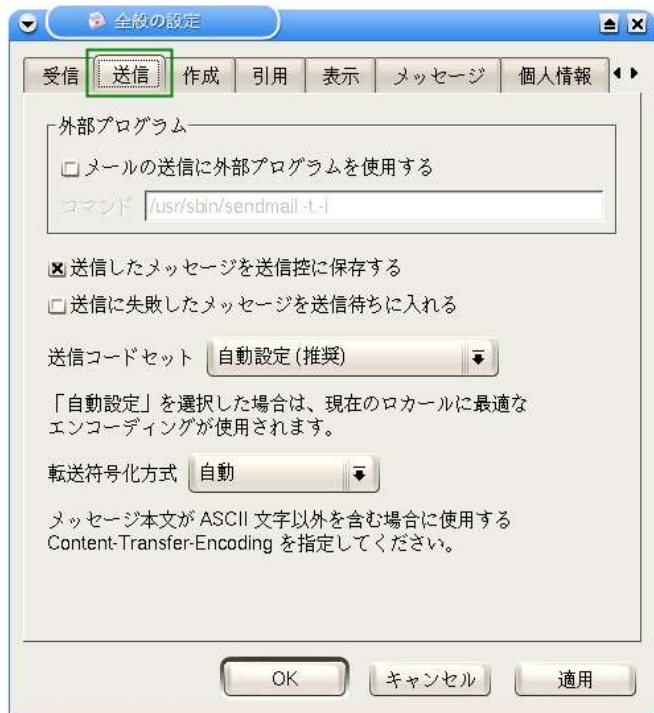 全般の設定
受信 送信 作成 引用 表示 メッセージ 個人情報
外部プログラム
メールの送信に外部プログラムを使用する
コマンド /usr/sbin/sendmail -t -i
送信したメッセージを送信控に保存する
送信に失敗したメッセージを送信待ちに入れる
送信コードセット 自動設定 (推奨)
「自動設定」を選択した場合は、現在のロカールに最適な
エンコーディングが使用されます。
転送符号化方式 自動
メッセージ本文が ASCII 文字以外を含む場合に使用する
Content-Transfer-Encoding を指定してください。
OK キャンセル 適用